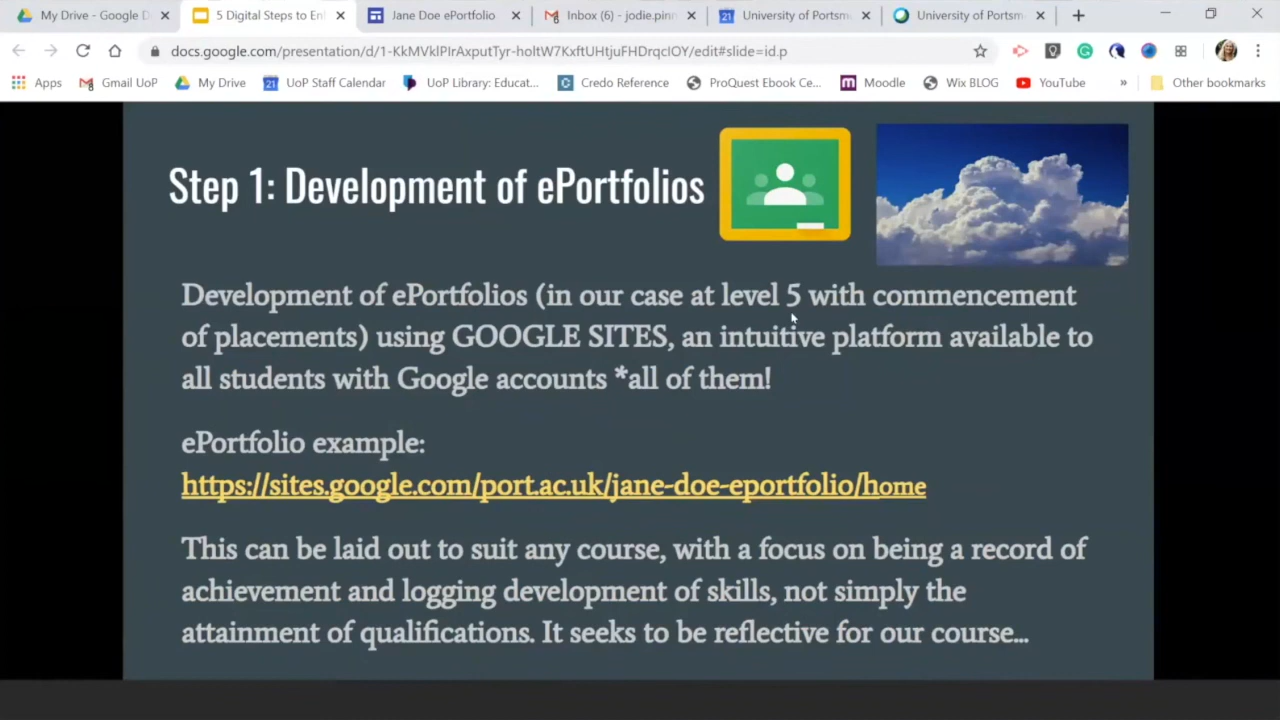 My Drive - Google D
5 Digital Steps to En
Jane Doe ePortfolio
Inbox (6) - jodie.pinn
21
University of Portsm
University of Portsm
docs.google.com/presentation/d/1-KkMVklPIrAxputTyr-holtW7KxftUHtjuFHDrqcIOY/edit#slide=id.p
Apps
Gmail UoP
My Drive
21
UoP Staff Calendar
UoP Library: Educat...
Credo Reference
ProQuest Ebook Ce...
Moodle
Wix BLOG
YouTube
»
Other bookmarks
Step 1: Development of ePortfolios
Development of ePortfolios (in our case at level 5 with commencement
of placements) using GOOGLE SITES, an intuitive platform available to
all students with Google accounts *all of them!
ePortfolio example:
https://sites.google.com/port.ac.uk/jane-doe-eportfolio/home
This can be laid out to suit any course, with a focus on being a record of
achievement and logging development of skills, not simply the
attainment of qualifications. It seeks to be reflective for our course...